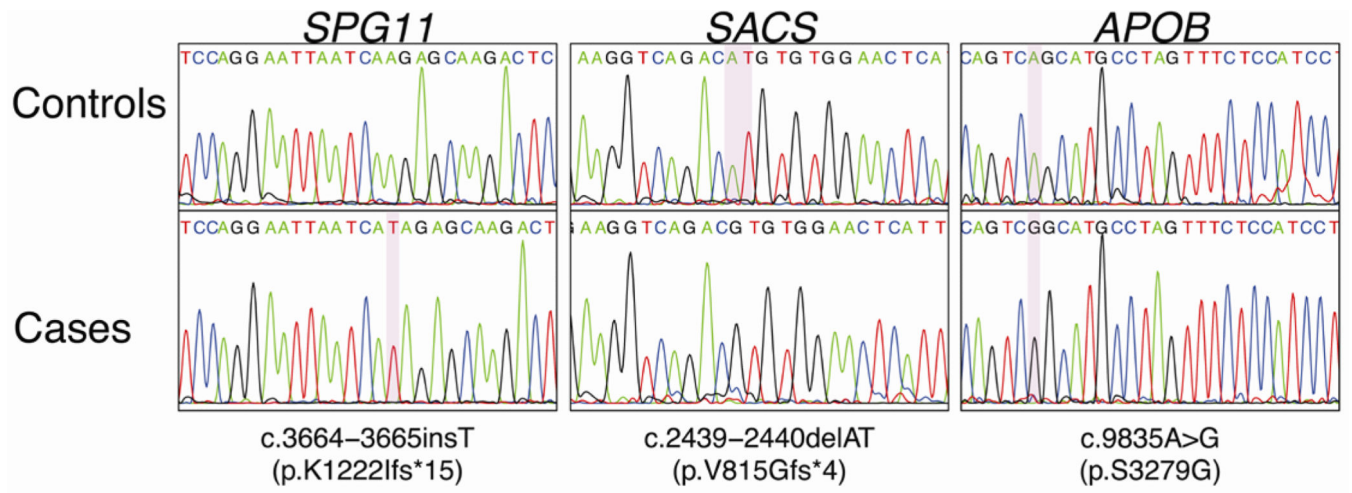 SPG11 SACS APOB
Controls
TCCAGGAATTAATCAAGAGCAAGACTC AAGGTCAGACATGTGTGGAACTCA CAGTCAGCATGCCTAGTTTCTCCATCCT
Cases
TCCAGGAATTAATCATAGAGCAAGACT GAAGGTCAGACGTGTGGAACTCATT CAGTCGGCATGCCTAGTTTCTCCATCCT
c.3664–3665insT c.2439–2440delAT c.9835A>G
(p.K1222Ifs*15) (p.V815Gfs*4) (p.S3279G)